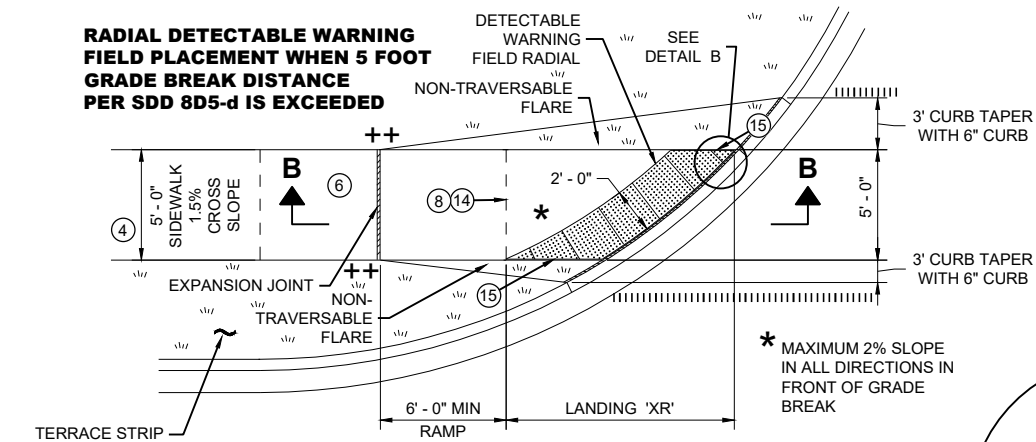 RADIAL DETECTABLE WARNING
FIELD PLACEMENT WHEN 5 FOOT
GRADE BREAK DISTANCE
PER SDD 8D5-d IS EXCEEDED
DETECTABLE
WARNING
FIELD RADIAL
SEE
DETAIL B
NON-TRAVERSABLE
FLARE
15
3' CURB TAPER
WITH 6" CURB
++
B
B
4
5' - 0"
SIDEWALK
1.5%
CROSS
SLOPE
6
8 14
2' - 0"
*
5' - 0"
++
EXPANSION JOINT
NON-
TRAVERSABLE
FLARE
15
3' CURB TAPER
WITH 6" CURB
* MAXIMUM 2% SLOPE
IN ALL DIRECTIONS IN
FRONT OF GRADE
BREAK
6' - 0" MIN
RAMP
LANDING 'XR'
TERRACE STRIP